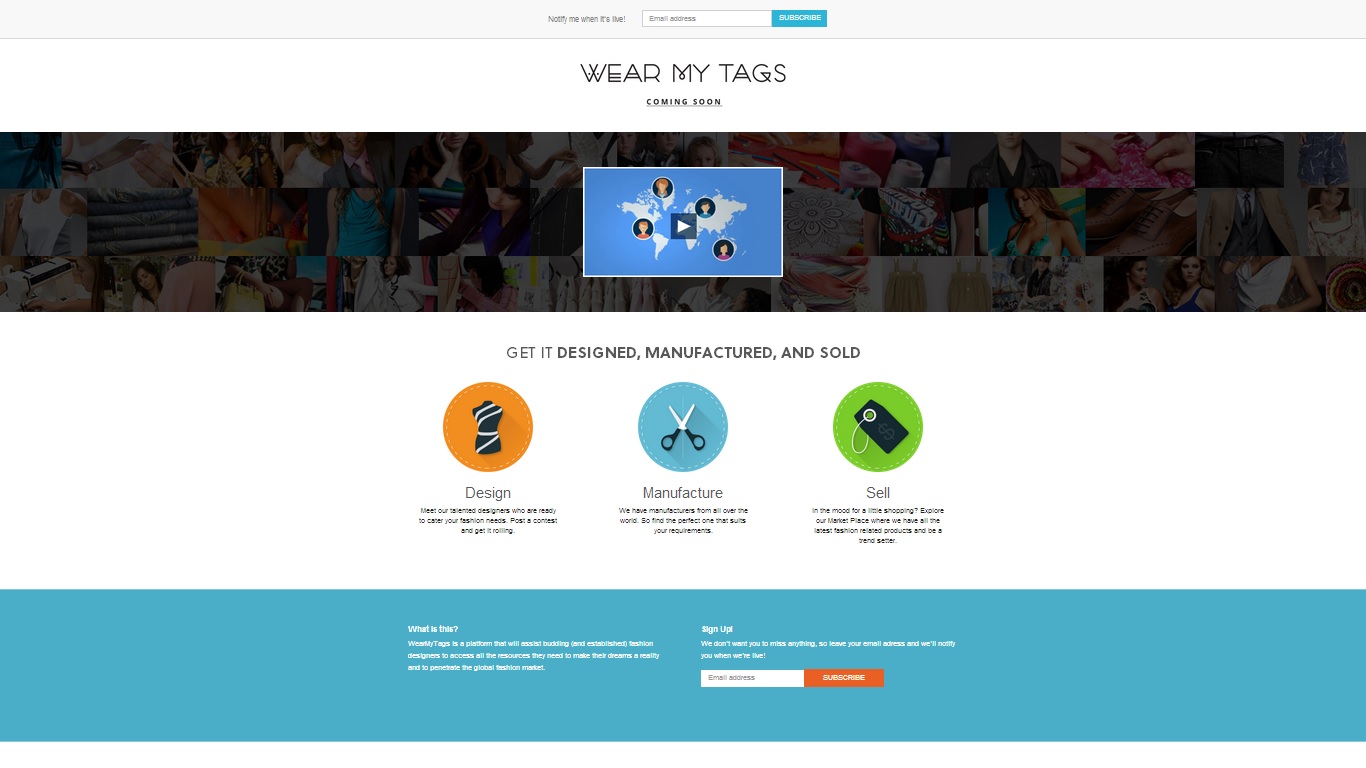 Notify me when it's live!
Email address
SUBSCRIBE
WEAR MY TAGS
COMING SOON
GET IT DESIGNED, MANUFACTURED, AND SOLD
Design
Meet our talented designers who are ready
to cater your fashion needs. Post a contest
and get it rolling.
Manufacture
We have manufacturers from all over the
world. So find the perfect one that suits
your requirements.
Sell
In the mood for a little shopping? Explore
our Market Place where we have all the
latest fashion related products and be a
trend setter.
What is this?
WearMyTags is a platform that will assist budding (and established) fashion
designers to access all the resources they need to make their dreams a reality
and to penetrate the global fashion market.
Sign Up!
We don't want you to miss anything, so leave your email adress and we'll notify
you when we're live!
Email address
SUBSCRIBE